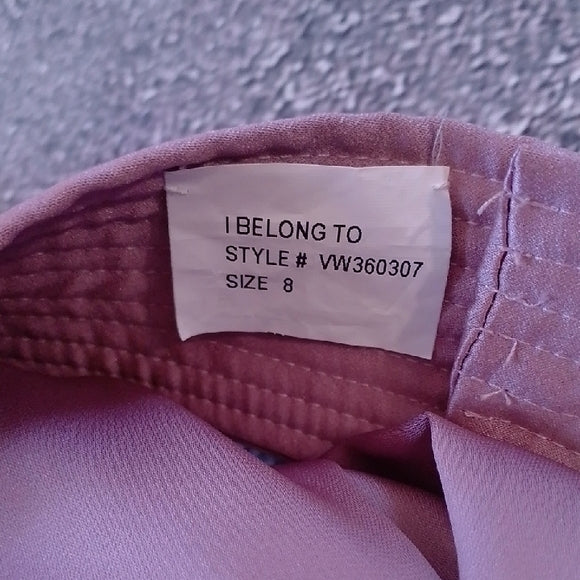 I BELONG TO
STYLE # VW360307
SIZE 8